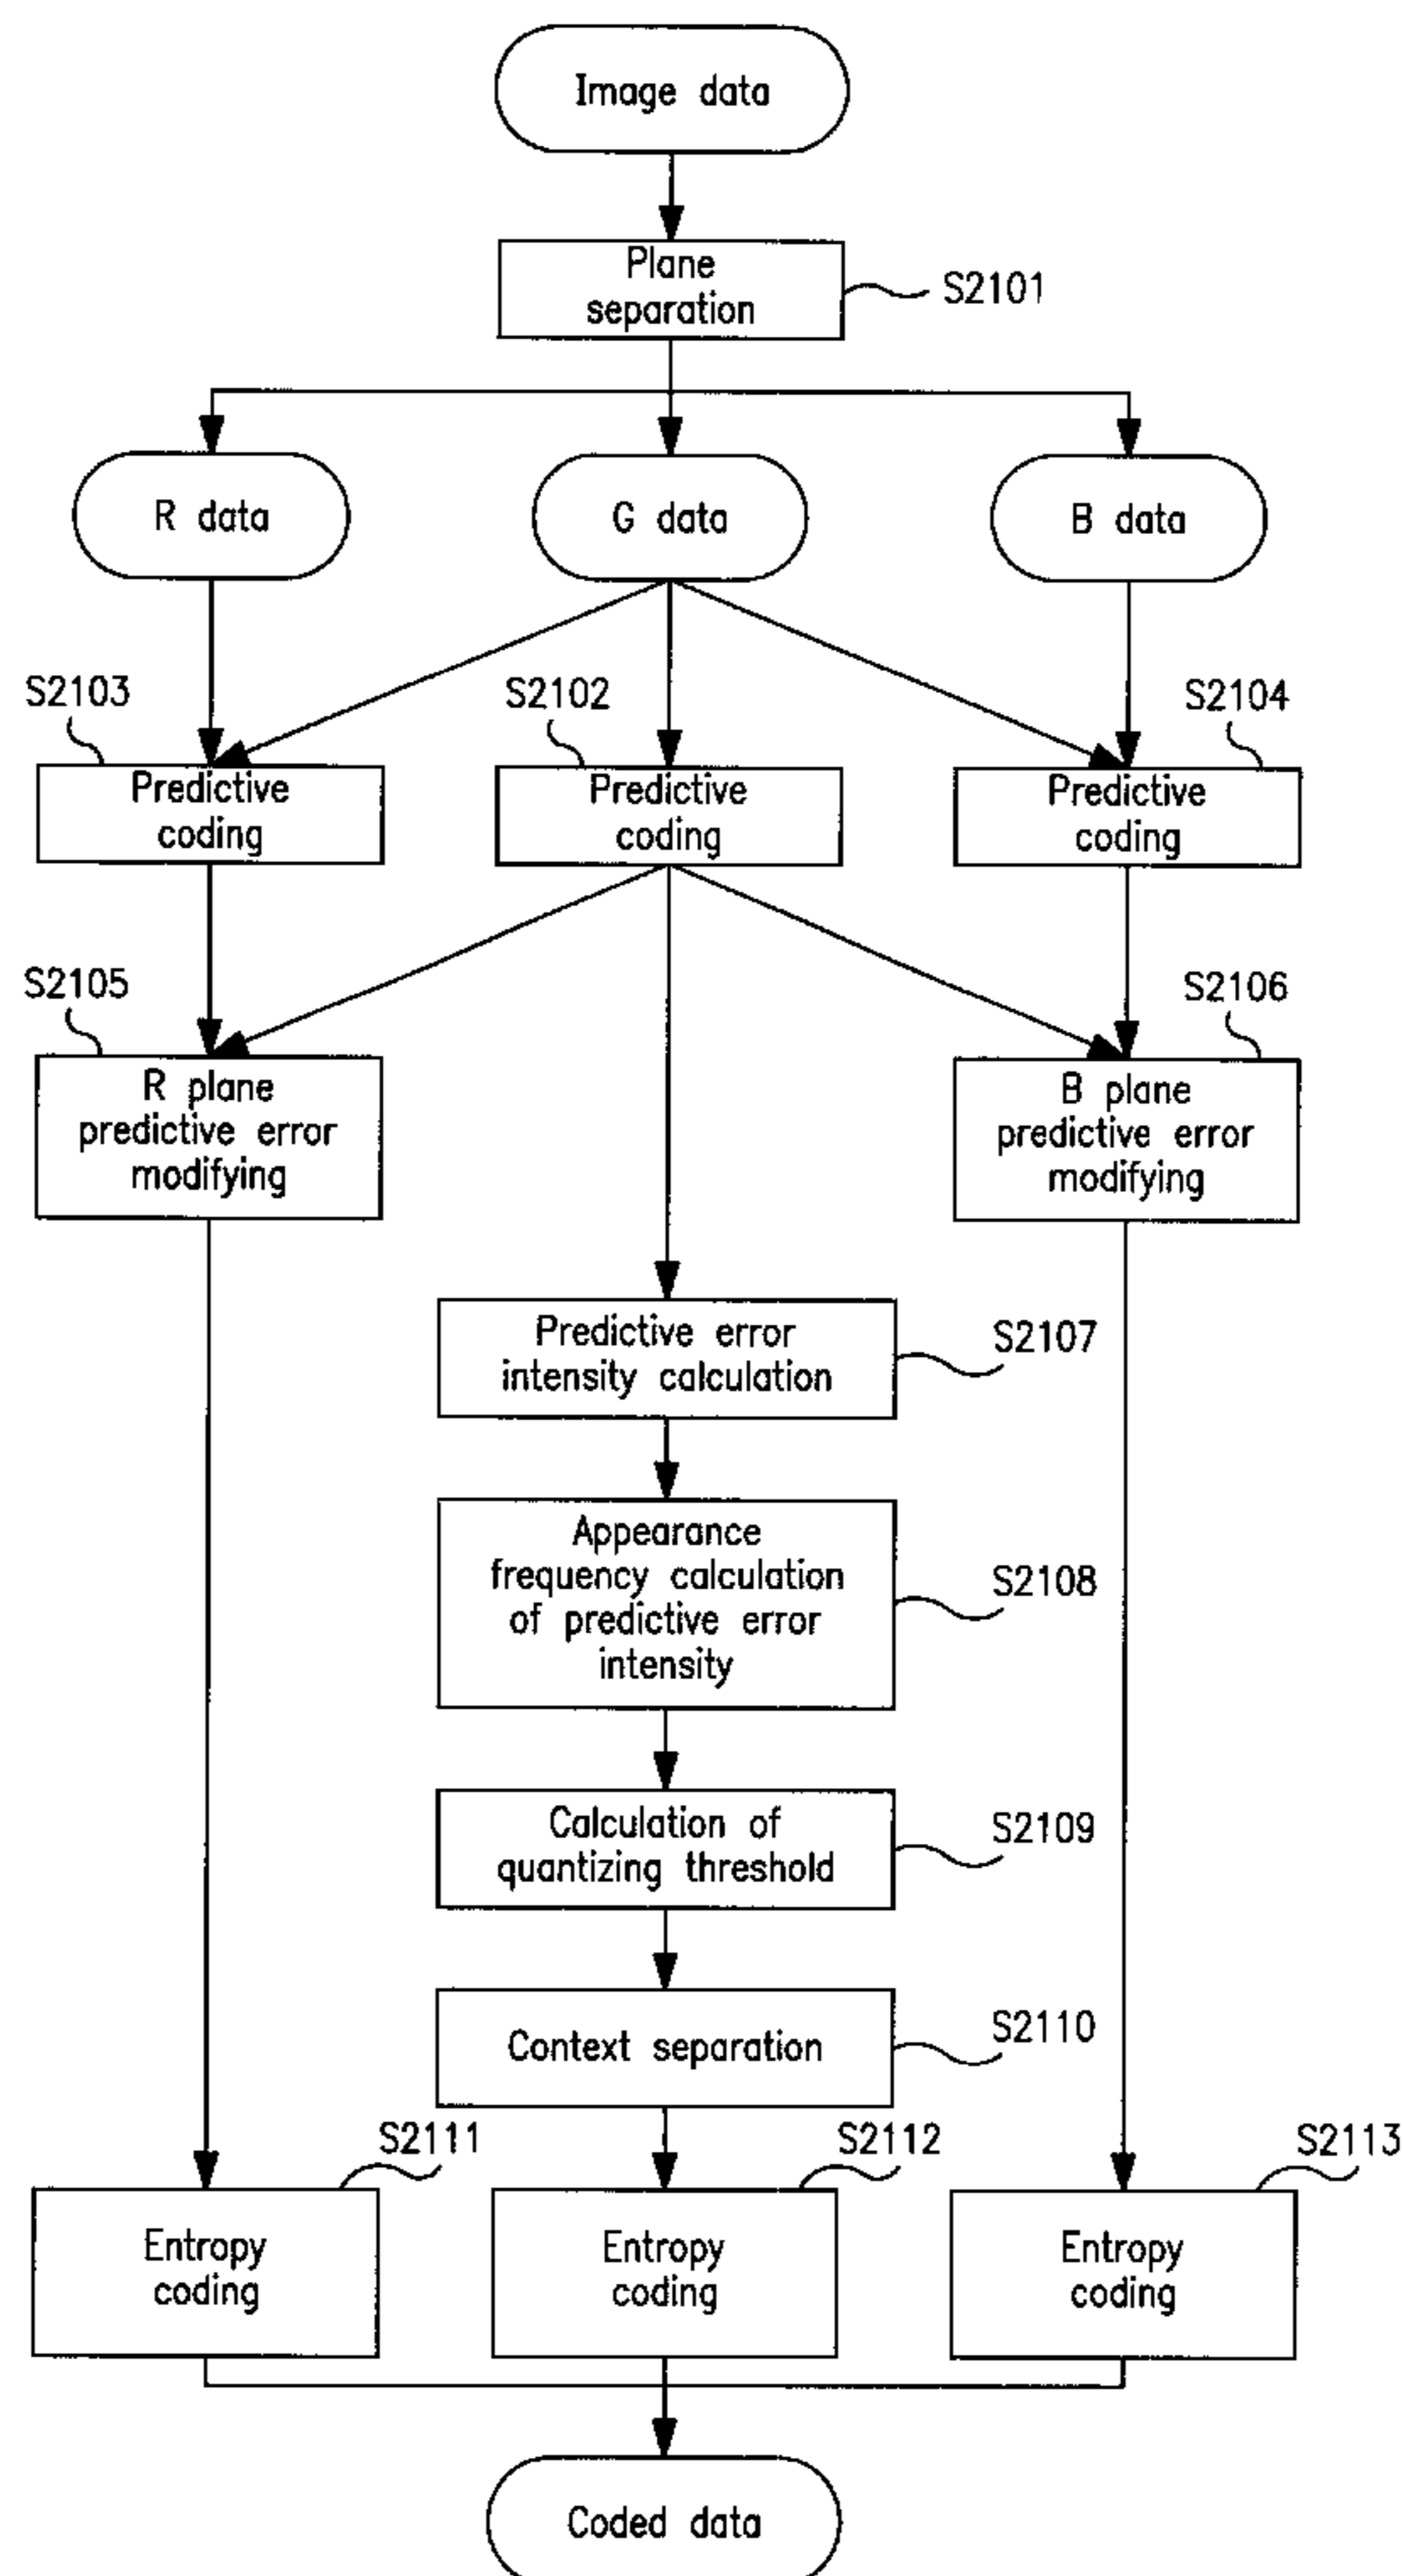 Image data
Plane
separation
S2101
R data
G data
B data
S2103
S2102
S2104
Predictive
coding
Predictive
coding
Predictive
coding
S2105
S2106
R plane
predictive error
modifying
B plane
predictive error
modifying
Predictive error
intensity calculation
S2107
Appearance
frequency calculation
of predictive error
intensity
S2108
Calculation of
quantizing threshold
S2109
Context separation
S2110
S2111
S2112
S2113
Entropy
coding
Entropy
coding
Entropy
coding
Coded data